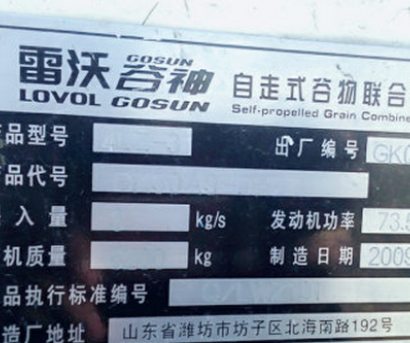 雷沃 GOSUN 谷神 自走式谷物联合
LOVOL GOSUN Self-propelled Grain Combine
品型号 出厂编号 GK
品代号
入量 kg/s 发动机功率 73.
机质量 kg 制造日期 2009
品执行标准编号
造厂地址 山东省潍坊市坊子区北海南路192号